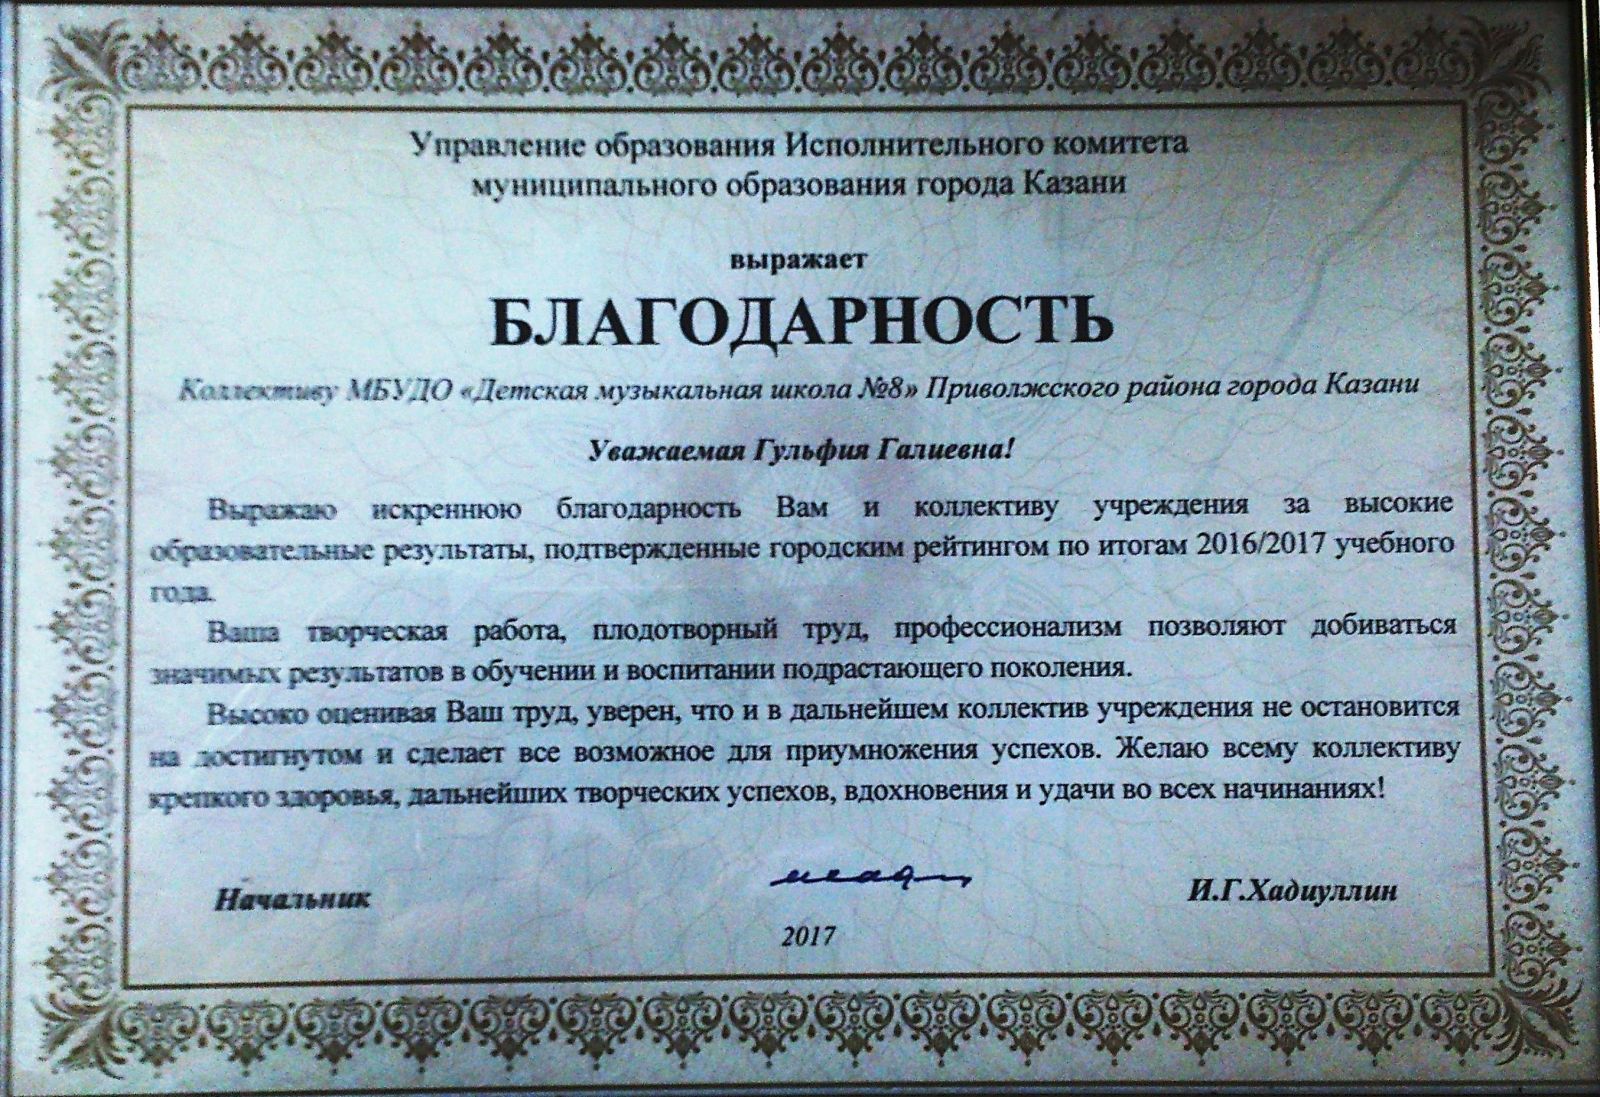 Управление образования Исполнительного комитета
муниципального образования города Казани
выражает
БЛАГОДАРНОСТЬ
Коллективу МБУДО «Детская музыкальная школа №8» Приволжского района города Казани
Уважаемая Гульфия Галиевна!
Выражаю искреннюю благодарность Вам и коллективу учреждения за высокие
образовательные результаты, подтвержденные городским рейтингом по итогам 2016/2017 учебного
года.
Ваша творческая работа, плодотворный труд, профессионализм позволяют добиваться
значимых результатов в обучении и воспитании подрастающего поколения.
Высоко оценивая Ваш труд, уверен, что и в дальнейшем коллектив учреждения не остановится
на достигнутом и сделает все возможное для приумножения успехов. Желаю всему коллективу
крепкого здоровья, дальнейших творческих успехов, вдохновения и удачи во всех начинаниях!
Начальник И.Г.Хадиуллин
2017